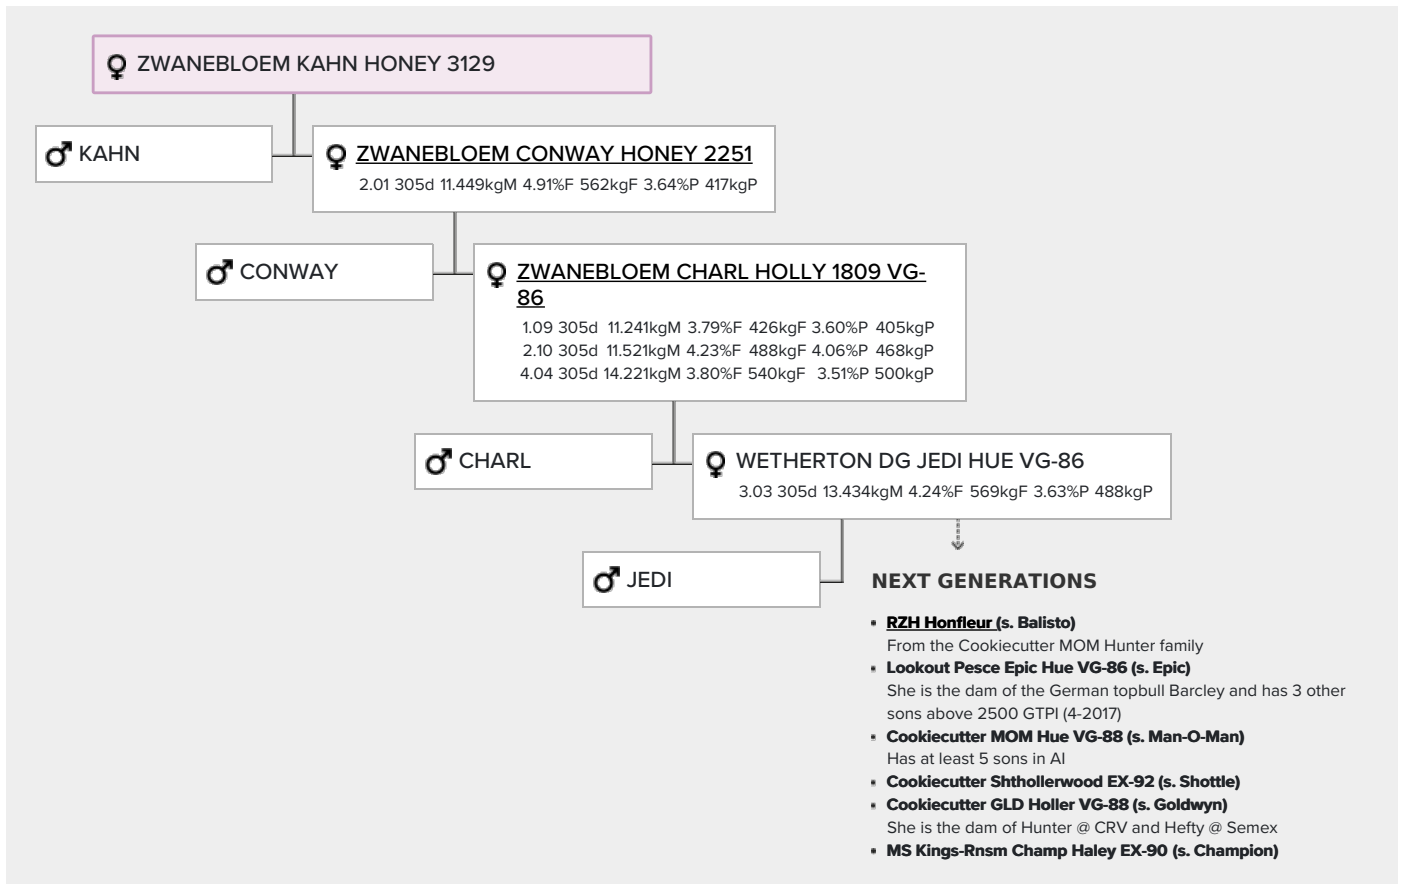 ZWANEBLOEM KAHN HONEY 3129
KAHN
ZWANEBLOEM CONWAY HONEY 2251
2.01 305d 11.449kgM 4.91%F 562kgF 3.64%P 417kgP
CONWAY
ZWANEBLOEM CHARL HOLLY 1809 VG-
86
1.09 305d 11.241kgM 3.79%F 426kgF 3.60%P 405kgP
2.10 305d 11.521kgM 4.23%F 488kgF 4.06%P 468kgP
4.04 305d 14.221kgM 3.80%F 540kgF 3.51%P 500kgP
CHARL
WETHERTON DG JEDI HUE VG-86
3.03 305d 13.434kgM 4.24%F 569kgF 3.63%P 488kgP
JEDI
NEXT GENERATIONS
RZH Honfleur (s. Balisto)
From the Cookiecutter MOM Hunter family
Lookout Pesce Epic Hue VG-86 (s. Epic)
She is the dam of the German topbull Barcley and has 3 other
sons above 2500 GTPI (4-2017)
Cookiecutter MOM Hue VG-88 (s. Man-O-Man)
Has at least 5 sons in AI
Cookiecutter Shthollerwood EX-92 (s. Shottle)
Cookiecutter GLD Holler VG-88 (s. Goldwyn)
She is the dam of Hunter @ CRV and Hefty @ Semex
MS Kings-Rnsm Champ Haley EX-90 (s. Champion)